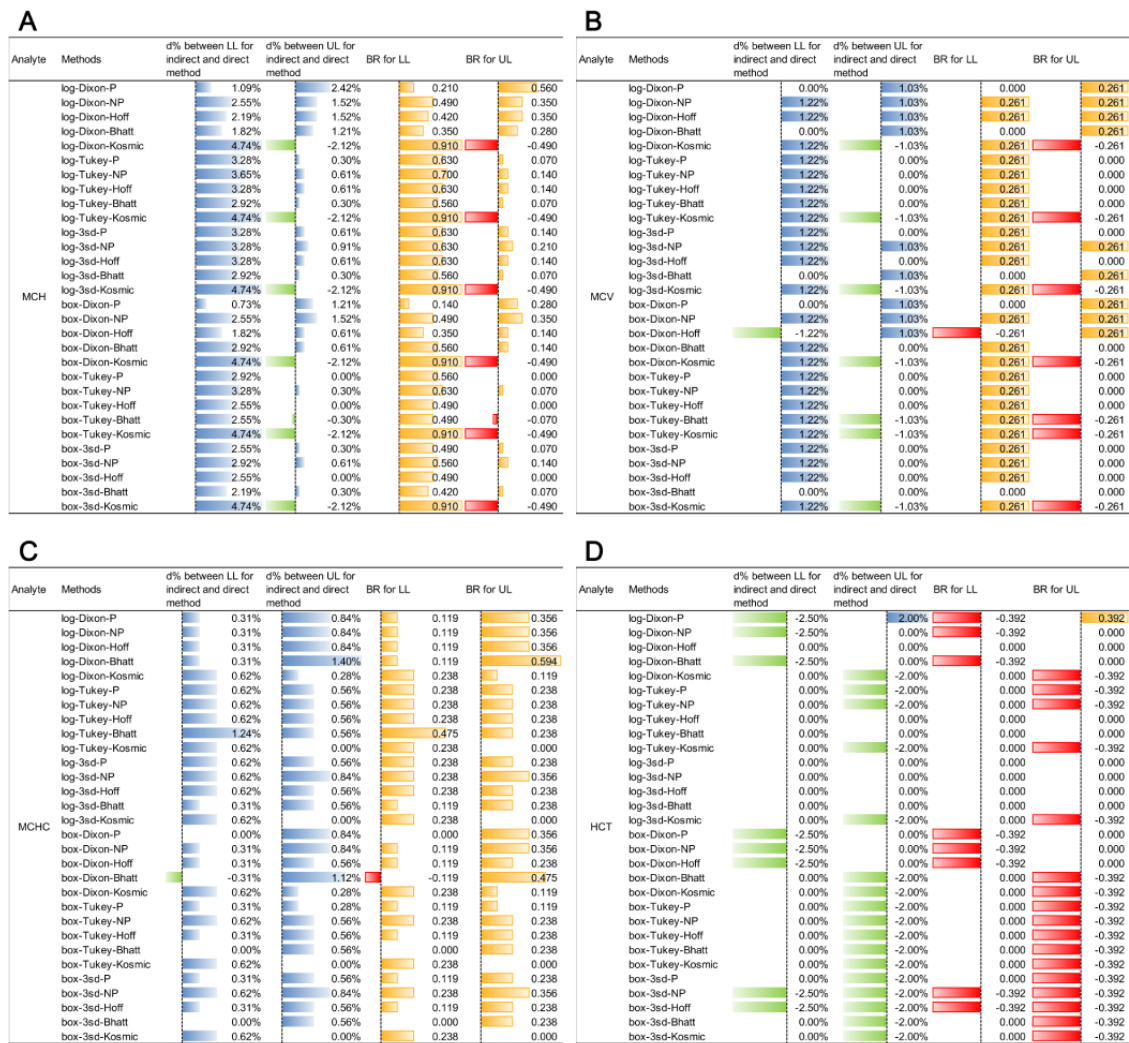 A
d% between LL for d% between UL for
Analyte Methods indirect and direct indirect and direct BR for LL BR for UL
method method
log-Dixon-P 1.09% 2.42% 0.210 0.560
log-Dixon-NP 2.55% 1.52% 0.490 0.350
log-Dixon-Hoff 2.19% 1.52% 0.420 0.350
log-Dixon-Bhatt 1.82% 1.21% 0.350 0.280
log-Dixon-Kosmic 4.74% -2.12% 0.910 -0.490
log-Tukey-P 3.28% 0.30% 0.630 0.070
log-Tukey-NP 3.65% 0.61% 0.700 0.140
log-Tukey-Hoff 3.28% 0.61% 0.630 0.140
log-Tukey-Bhatt 2.92% 0.30% 0.560 0.070
log-Tukey-Kosmic 4.74% -2.12% 0.910 -0.490
log-3sd-P 3.28% 0.61% 0.630 0.140
log-3sd-NP 3.28% 0.91% 0.630 0.210
log-3sd-Hoff 3.28% 0.61% 0.630 0.140
log-3sd-Bhatt 2.92% 0.30% 0.560 0.070
log-3sd-Kosmic 4.74% -2.12% 0.910 -0.490
MCH
box-Dixon-P 0.73% 1.21% 0.140 0.280
box-Dixon-NP 2.55% 1.52% 0.490 0.350
box-Dixon-Hoff 1.82% 0.61% 0.350 0.140
box-Dixon-Bhatt 2.92% 0.61% 0.560 0.140
box-Dixon-Kosmic 4.74% -2.12% 0.910 -0.490
box-Tukey-P 2.92% 0.00% 0.560 0.000
box-Tukey-NP 3.28% 0.30% 0.630 0.070
box-Tukey-Hoff 2.55% 0.00% 0.490 0.000
box-Tukey-Bhatt 2.55% -0.30% 0.490 -0.070
box-Tukey-Kosmic 4.74% -2.12% 0.910 -0.490
box-3sd-P 2.55% 0.30% 0.490 0.070
box-3sd-NP 2.92% 0.61% 0.560 0.140
box-3sd-Hoff 2.55% 0.00% 0.490 0.000
box-3sd-Bhatt 2.19% 0.30% 0.420 0.070
box-3sd-Kosmic 4.74% -2.12% 0.910 -0.490
B
d% between LL for d% between UL for
Analyte Methods indirect and direct indirect and direct BR for LL BR for UL
method method
log-Dixon-P 0.00% 1.03% 0.000 0.261
log-Dixon-NP 1.22% 1.03% 0.261 0.261
log-Dixon-Hoff 1.22% 1.03% 0.261 0.261
log-Dixon-Bhatt 0.00% 1.03% 0.000 0.261
log-Dixon-Kosmic 1.22% -1.03% 0.261 -0.261
log-Tukey-P 1.22% 0.00% 0.261 0.000
log-Tukey-NP 1.22% 0.00% 0.261 0.000
log-Tukey-Hoff 1.22% 0.00% 0.261 0.000
log-Tukey-Bhatt 1.22% 0.00% 0.261 0.000
log-Tukey-Kosmic 1.22% -1.03% 0.261 -0.261
log-3sd-P 1.22% 0.00% 0.261 0.000
log-3sd-NP 1.22% 1.03% 0.261 0.261
log-3sd-Hoff 1.22% 0.00% 0.261 0.000
log-3sd-Bhatt 0.00% 1.03% 0.000 0.261
log-3sd-Kosmic 1.22% -1.03% 0.261 -0.261
MCV
box-Dixon-P 0.00% 1.03% 0.000 0.261
box-Dixon-NP 1.22% 1.03% 0.261 0.261
box-Dixon-Hoff -1.22% 1.03% -0.261 0.261
box-Dixon-Bhatt 1.22% 0.00% 0.261 0.000
box-Dixon-Kosmic 1.22% -1.03% 0.261 -0.261
box-Tukey-P 1.22% 0.00% 0.261 0.000
box-Tukey-NP 1.22% 0.00% 0.261 0.000
box-Tukey-Hoff 1.22% 0.00% 0.261 0.000
box-Tukey-Bhatt 1.22% -1.03% 0.261 -0.261
box-Tukey-Kosmic 1.22% -1.03% 0.261 -0.261
box-3sd-P 1.22% 0.00% 0.261 0.000
box-3sd-NP 1.22% 0.00% 0.261 0.000
box-3sd-Hoff 1.22% 0.00% 0.261 0.000
box-3sd-Bhatt 0.00% 0.00% 0.000 0.000
box-3sd-Kosmic 1.22% -1.03% 0.261 -0.261
C
d% between LL for d% between UL for
Analyte Methods indirect and direct indirect and direct BR for LL BR for UL
method method
log-Dixon-P 0.31% 0.84% 0.119 0.356
log-Dixon-NP 0.31% 0.84% 0.119 0.356
log-Dixon-Hoff 0.31% 0.84% 0.119 0.356
log-Dixon-Bhatt 0.31% 1.40% 0.119 0.594
log-Dixon-Kosmic 0.62% 0.28% 0.238 0.119
log-Tukey-P 0.62% 0.56% 0.238 0.238
log-Tukey-NP 0.62% 0.56% 0.238 0.238
log-Tukey-Hoff 0.62% 0.56% 0.238 0.238
log-Tukey-Bhatt 1.24% 0.56% 0.475 0.238
log-Tukey-Kosmic 0.62% 0.00% 0.238 0.000
log-3sd-P 0.62% 0.56% 0.238 0.238
log-3sd-NP 0.62% 0.84% 0.238 0.356
log-3sd-Hoff 0.62% 0.56% 0.238 0.238
log-3sd-Bhatt 0.31% 0.56% 0.119 0.238
log-3sd-Kosmic 0.62% 0.00% 0.238 0.000
MCHC
box-Dixon-P 0.00% 0.84% 0.000 0.356
box-Dixon-NP 0.31% 0.84% 0.119 0.356
box-Dixon-Hoff 0.31% 0.56% 0.119 0.238
box-Dixon-Bhatt -0.31% 1.12% -0.119 0.475
box-Dixon-Kosmic 0.62% 0.28% 0.238 0.119
box-Tukey-P 0.31% 0.28% 0.119 0.119
box-Tukey-NP 0.62% 0.56% 0.238 0.238
box-Tukey-Hoff 0.31% 0.56% 0.119 0.238
box-Tukey-Bhatt 0.00% 0.56% 0.000 0.238
box-Tukey-Kosmic 0.62% 0.00% 0.238 0.000
box-3sd-P 0.31% 0.56% 0.119 0.238
box-3sd-NP 0.62% 0.84% 0.238 0.356
box-3sd-Hoff 0.31% 0.56% 0.119 0.238
box-3sd-Bhatt 0.00% 0.56% 0.000 0.238
box-3sd-Kosmic 0.62% 0.00% 0.238 0.000
D
d% between LL for d% between UL for
Analyte Methods indirect and direct indirect and direct BR for LL BR for UL
method method
log-Dixon-P -2.50% 2.00% -0.392 0.392
log-Dixon-NP -2.50% 0.00% -0.392 0.000
log-Dixon-Hoff 0.00% 0.00% 0.000 0.000
log-Dixon-Bhatt -2.50% 0.00% -0.392 0.000
log-Dixon-Kosmic 0.00% -2.00% 0.000 -0.392
log-Tukey-P 0.00% -2.00% 0.000 -0.392
log-Tukey-NP 0.00% -2.00% 0.000 -0.392
log-Tukey-Hoff 0.00% 0.00% 0.000 0.000
log-Tukey-Bhatt 0.00% 0.00% 0.000 0.000
log-Tukey-Kosmic 0.00% -2.00% 0.000 -0.392
log-3sd-P 0.00% 0.00% 0.000 0.000
log-3sd-NP 0.00% 0.00% 0.000 0.000
log-3sd-Hoff 0.00% 0.00% 0.000 0.000
log-3sd-Bhatt 0.00% 0.00% 0.000 0.000
log-3sd-Kosmic 0.00% -2.00% 0.000 -0.392
HCT
box-Dixon-P -2.50% 0.00% -0.392 0.000
box-Dixon-NP -2.50% 0.00% -0.392 0.000
box-Dixon-Hoff -2.50% 0.00% -0.392 0.000
box-Dixon-Bhatt 0.00% -2.00% 0.000 -0.392
box-Dixon-Kosmic 0.00% -2.00% 0.000 -0.392
box-Tukey-P 0.00% -2.00% 0.000 -0.392
box-Tukey-NP 0.00% -2.00% 0.000 -0.392
box-Tukey-Hoff 0.00% -2.00% 0.000 -0.392
box-Tukey-Bhatt 0.00% -2.00% 0.000 -0.392
box-Tukey-Kosmic 0.00% -2.00% 0.000 -0.392
box-3sd-P 0.00% -2.00% 0.000 -0.392
box-3sd-NP -2.50% -2.00% -0.392 -0.392
box-3sd-Hoff -2.50% -2.00% -0.392 -0.392
box-3sd-Bhatt 0.00% -2.00% 0.000 -0.392
box-3sd-Kosmic 0.00% -2.00% 0.000 -0.392